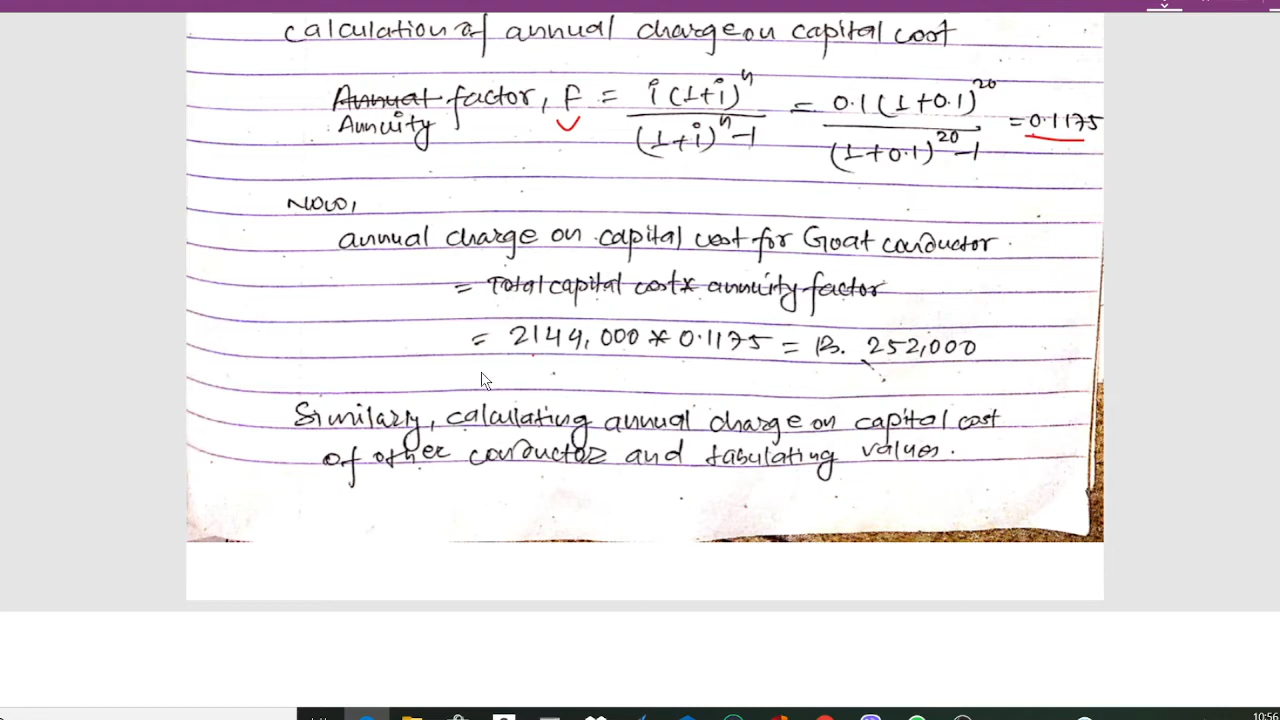 calculation of annual charge on capital cost
Annual factor, f = i(1+i)^n / (1+i)^n-1 = 0.1(1+0.1)^20 / (1+0.1)^20-1 = 0.1175
Annuity
Now,
annual charge on capital cost for Goat conductor.
= Total capital cost * annuity factor
= 2144,000 * 0.1175 = Rs. 252,000
Similarly, calculating annual charge on capital cost
of other conductor and tabulating values.
10:56